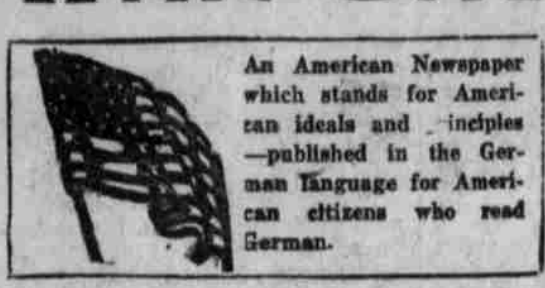 An American Newspaper
which stands for Ameri-
can ideals and inciples
—published in the Ger-
man language for Ameri-
can citizens who read
German.